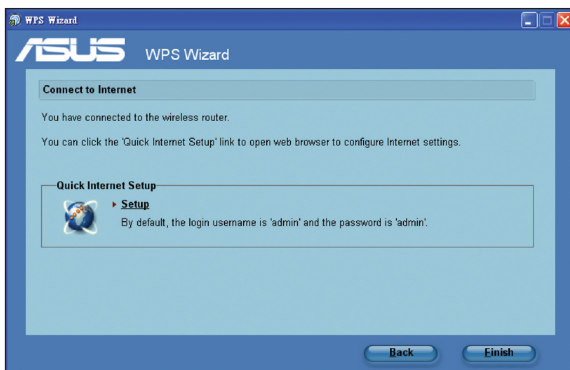 WPS Wizard
ASUS WPS Wizard
Connect to Internet
You have connected to the wireless router.
You can click the 'Quick Internet Setup' link to open web browser to configure Internet settings.
Quick Internet Setup
Setup
By default, the login username is 'admin' and the password is 'admin'.
Back Finish